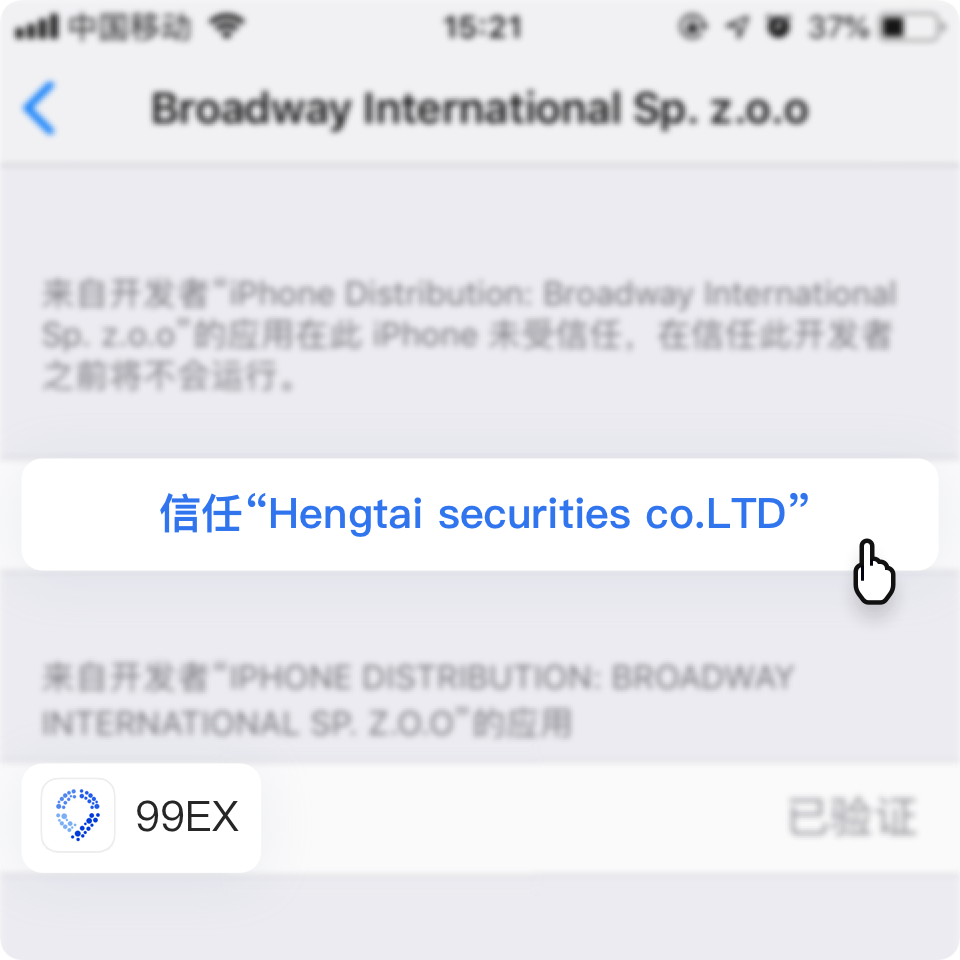 中国移动
15:21
37%
Broadway International Sp. z.o.o
来自开发者“iPhone Distribution: Broadway International
Sp. z.o.o”的应用在此 iPhone 未受信任，在信任此开发者
之前将不会运行。
信任“Hengtai securities co.LTD”
来自开发者“IPHONE DISTRIBUTION: BROADWAY
INTERNATIONAL SP. Z.O.O”的应用
99EX
已验证